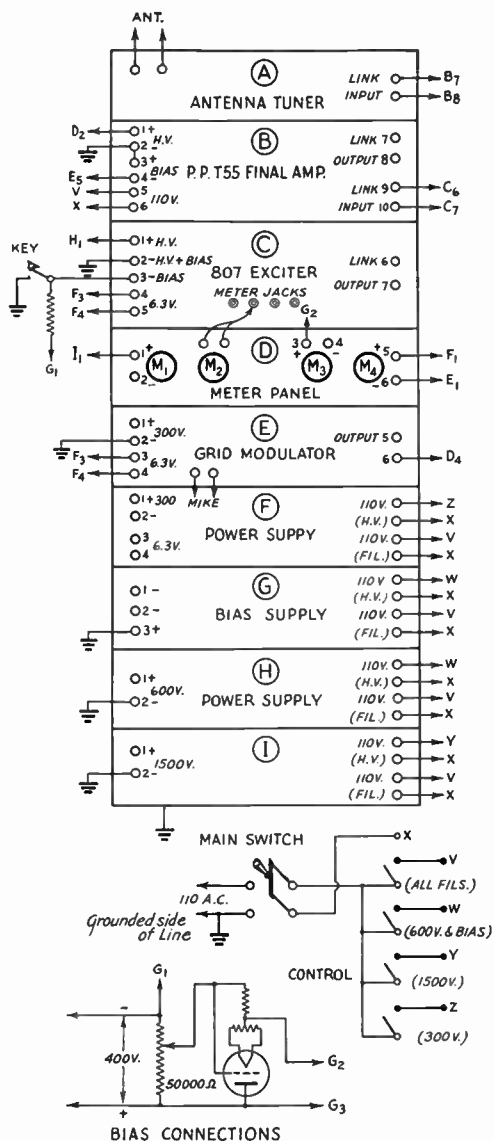 ANT.
A
ANTENNA TUNER
LINK B7
INPUT B8
B
P.P. T55 FINAL AMP.
D2 1+ H.V.
2-
3+ BIAS
E5 4-
V 5 110V.
X 6
LINK 7
OUTPUT 8
LINK 9 C6
INPUT 10 C7
C
807 EXCITER
METER JACKS
H1 1+ H.V.
2- H.V. + BIAS
KEY
3- BIAS
F3 4 6.3V.
F4 5
G1
LINK 6
OUTPUT 7
G2
D
METER PANEL
I1 1+
2-
M1
M2
3+ 4-
M3
M4
+5 F1
-6 E1
E
GRID MODULATOR
1+ 300V.
2-
F3 3 6.3V.
F4 4
MIKE
OUTPUT 5
6 D4
F
POWER SUPPY
1+ 300
2-
3 6.3V.
4
110V. Z
(H.V.) X
110V. V
(FIL.) X
G
BIAS SUPPLY
1-
2-
3+
110V W
(H.V.) X
110V. V
(FIL.) X
H
POWER SUPPLY
1+ 600V.
2-
110V. W
(H.V.) X
110V. V
(FIL.) X
I
1+ 1500V.
2-
110V. Y
(H.V.) X
110V. V
(FIL.) X
MAIN SWITCH
110 A.C.
Grounded side
of Line
X
V
(ALL FILS.)
W
(600V. & BIAS)
CONTROL
Y
(1500V.)
Z
(300V.)
G1
-
400V.
+
50000Ω
G2
G3
BIAS CONNECTIONS